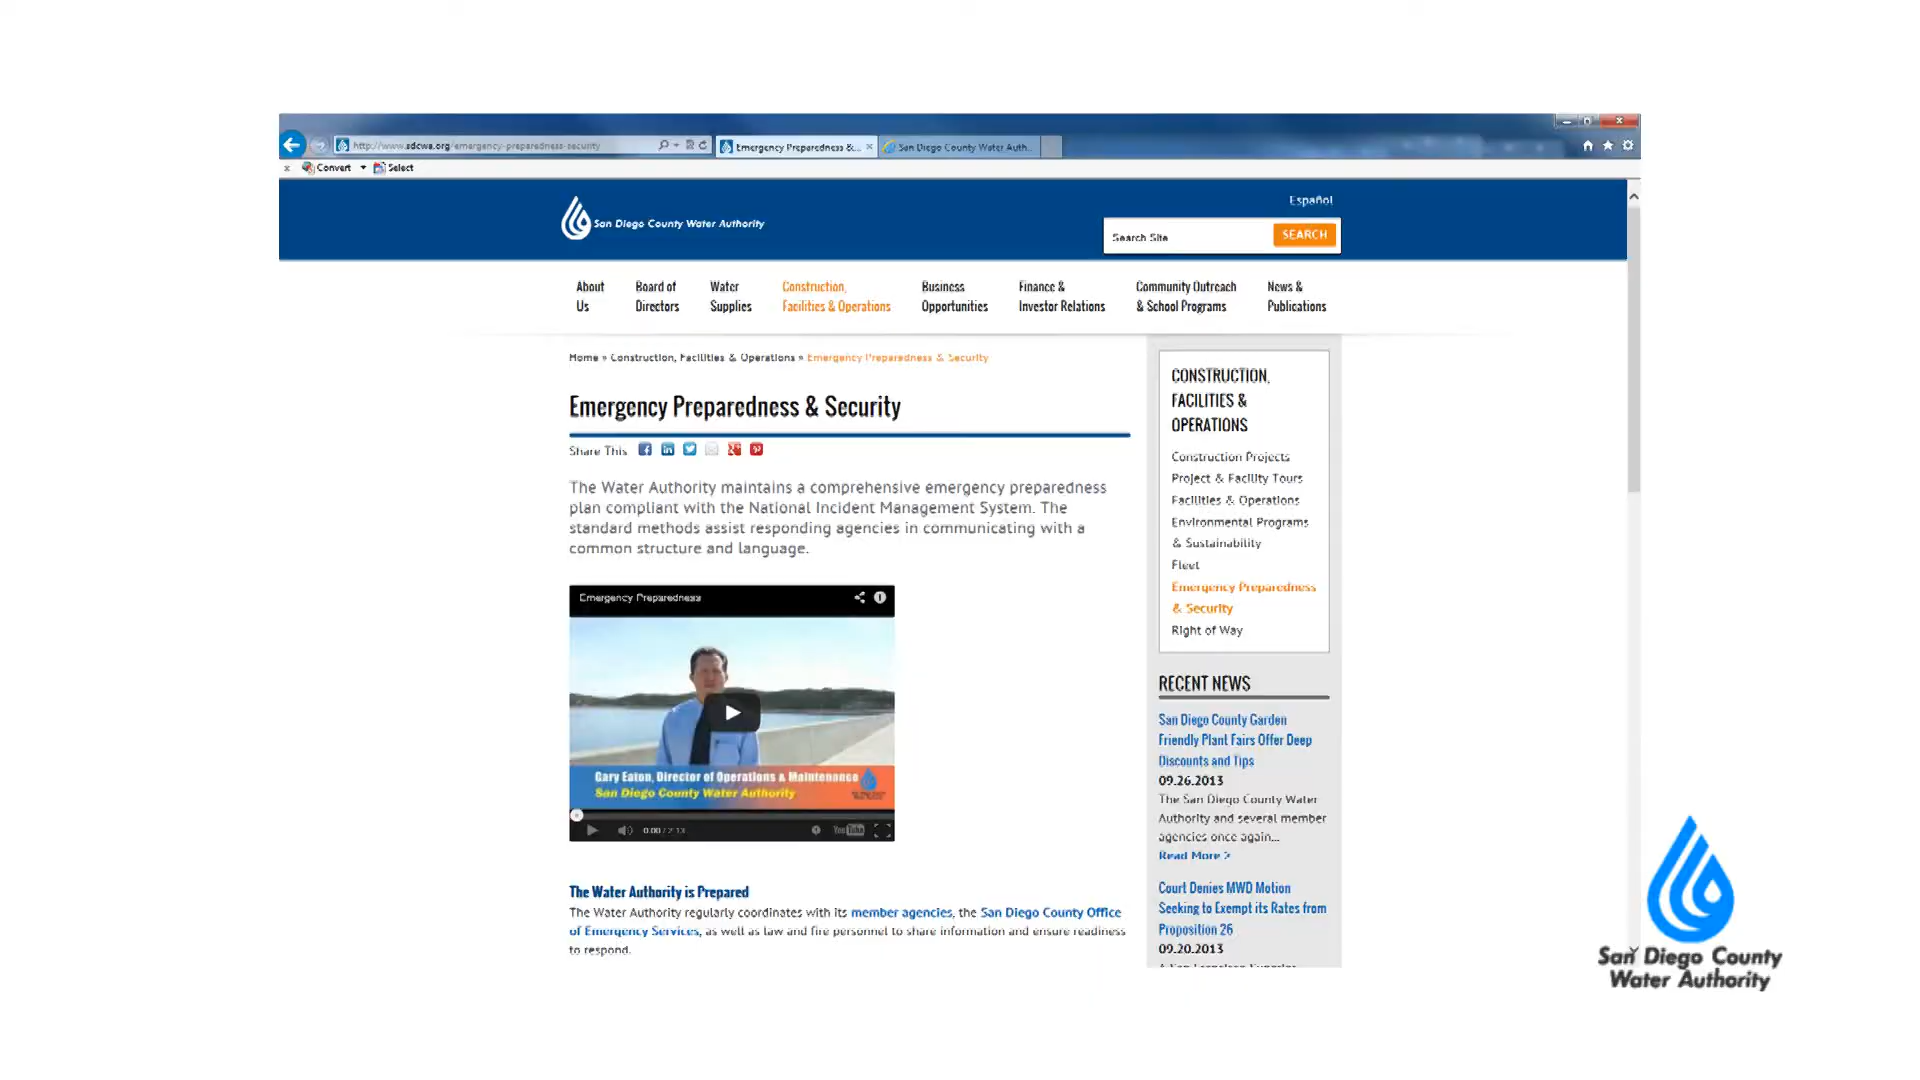 http://www.sdcwa.org/emergency-preparedness-security
Emergency Preparedness &...
San Diego County Water Auth...
Convert
Select
San Diego County Water Authority
Español
Search Site
SEARCH
About
Us
Board of
Directors
Water
Supplies
Construction,
Facilities & Operations
Business
Opportunities
Finance &
Investor Relations
Community Outreach
& School Programs
News &
Publications
Home » Construction, Facilities & Operations » Emergency Preparedness & Security
Emergency Preparedness & Security
Share This
The Water Authority maintains a comprehensive emergency preparedness
plan compliant with the National Incident Management System. The
standard methods assist responding agencies in communicating with a
common structure and language.
Emergency Preparedness
Gary Eaton, Director of Operations & Maintenance
San Diego County Water Authority
0:00 / 2:13
YouTube
The Water Authority is Prepared
The Water Authority regularly coordinates with its member agencies, the San Diego County Office
of Emergency Services, as well as law and fire personnel to share information and ensure readiness
to respond.
CONSTRUCTION,
FACILITIES &
OPERATIONS
Construction Projects
Project & Facility Tours
Facilities & Operations
Environmental Programs
& Sustainability
Fleet
Emergency Preparedness
& Security
Right of Way
RECENT NEWS
San Diego County Garden
Friendly Plant Fairs Offer Deep
Discounts and Tips
09.26.2013
The San Diego County Water
Authority and several member
agencies once again...
Read More >
Court Denies MWD Motion
Seeking to Exempt its Rates from
Proposition 26
09.20.2013
San Diego County
Water Authority